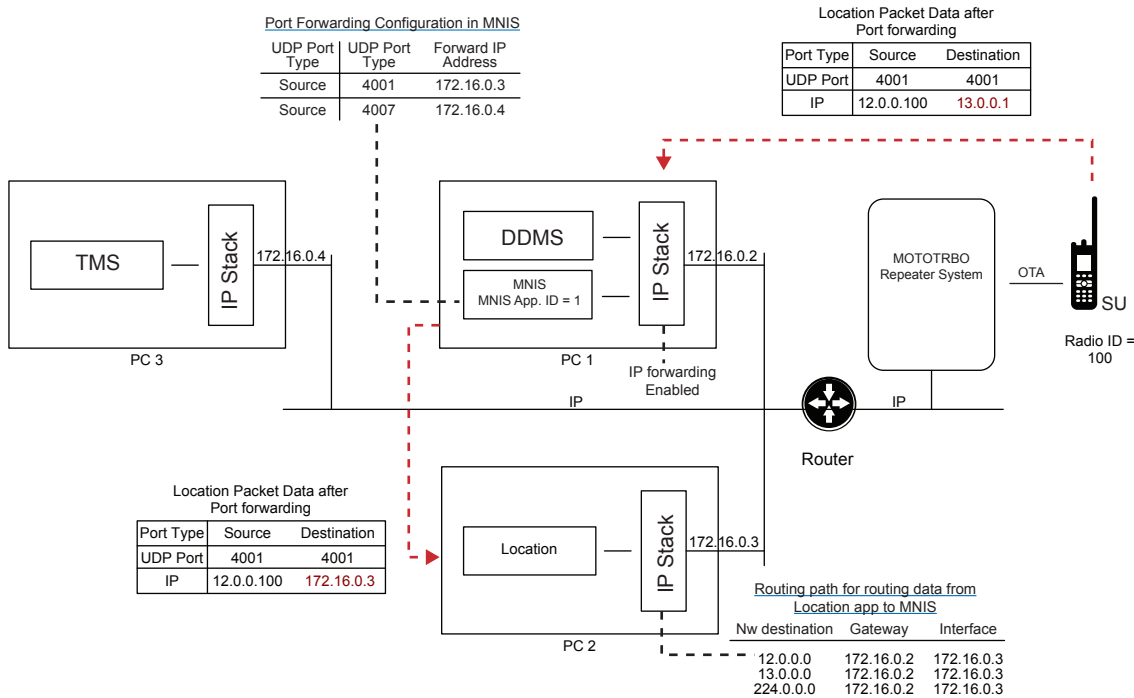 Port Forwarding Configuration in MNIS
UDP Port Type UDP Port Type Forward IP Address
Source 4001 172.16.0.3
Source 4007 172.16.0.4
Location Packet Data after
Port forwarding
Port Type Source Destination
UDP Port 4001 4001
IP 12.0.0.100 13.0.0.1
TMS
IP Stack
172.16.0.4
PC 3
DDMS
MNIS
MNIS App. ID = 1
IP Stack
172.16.0.2
PC 1
IP forwarding
Enabled
MOTOTRBO
Repeater System
OTA
SU
Radio ID =
100
IP
IP
Router
Location Packet Data after
Port forwarding
Port Type Source Destination
UDP Port 4001 4001
IP 12.0.0.100 172.16.0.3
Location
IP Stack
172.16.0.3
PC 2
Routing path for routing data from
Location app to MNIS
Nw destination Gateway Interface
12.0.0.0 172.16.0.2 172.16.0.3
13.0.0.0 172.16.0.2 172.16.0.3
224.0.0.0 172.16.0.2 172.16.0.3